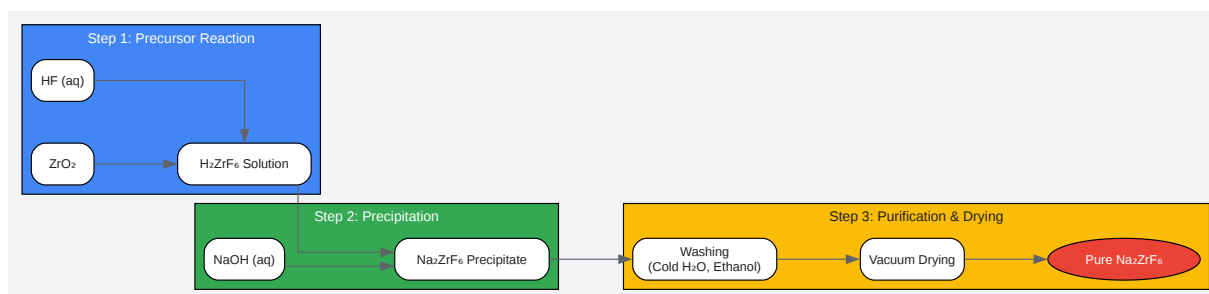 Step 1: Precursor Reaction
HF (aq)
ZrO₂
H₂ZrF₆ Solution
Step 2: Precipitation
NaOH (aq)
Na₂ZrF₆ Precipitate
Step 3: Purification & Drying
Washing
(Cold H₂O, Ethanol)
Vacuum Drying
Pure Na₂ZrF₆